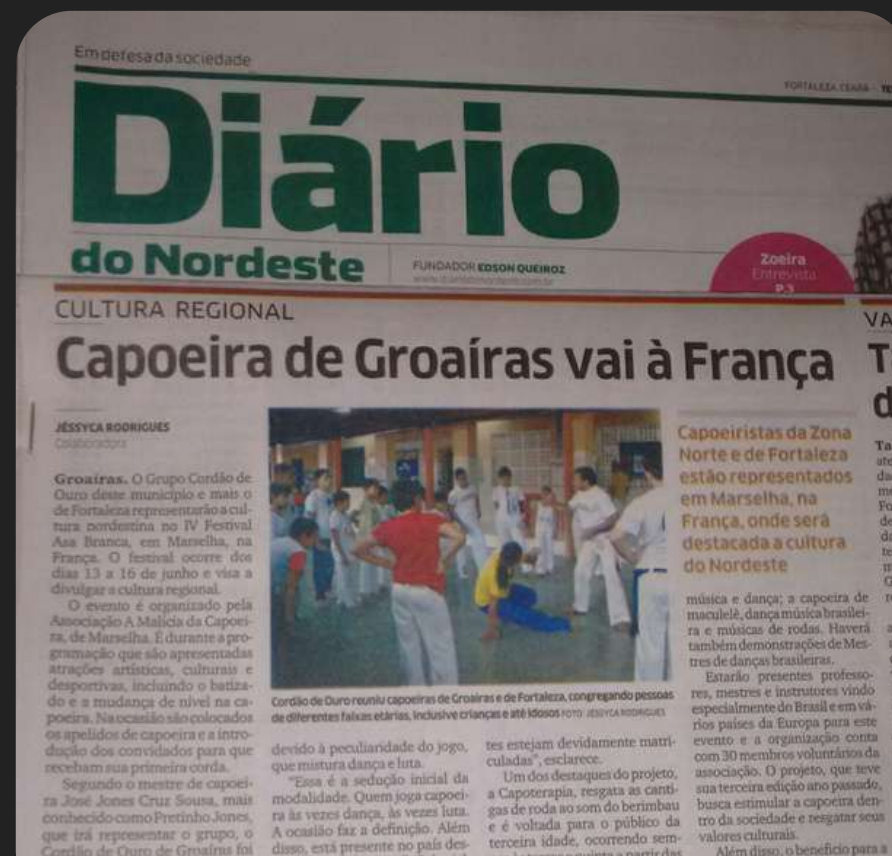 Em defesa da sociedade
FORTALEZA, CEARÁ
Diário
do Nordeste
FUNDADOR EDSON QUEIROZ
Zoeira
Entrevista
P.3
CULTURA REGIONAL
Capoeira de Groaíras vai à França
JÉSSYCA RODRIGUES
Colaboradora
Groaíras. O Grupo Cordão de
Ouro deste município e mais o
de Fortaleza representarão a cul-
tura nordestina no IV Festival
Asa Branca, em Marselha, na
França. O festival ocorre dos
dias 13 a 16 de junho e visa a
divulgar a cultura regional.
O evento é organizado pela
Associação A Malícia da Capoei-
ra, de Marselha. É durante a pro-
gramação que são apresentadas
atrações artísticas, culturais e
desportivas, incluindo o batiza-
do e a mudança de nível na ca-
poeira. Na ocasião são colocados
os apelidos de capoeira e a intro-
dução dos convidados para que
recebam sua primeira corda.
Segundo o mestre de capoei-
ra José Jones Cruz Sousa, mais
conhecido como Pretinho Jones,
que irá representar o grupo, o
Cordão de Ouro de Groaíras foi
Cordão de Ouro reuniu capoeiras de Groaíras e de Fortaleza, congregando pessoas
de diferentes faixas etárias, inclusive crianças e até idosos FOTO: JÉSSYCA RODRIGUES
devido à peculiaridade do jogo,
que mistura dança e luta.
"Essa é a sedução inicial da
modalidade. Quem joga capoei-
ra às vezes dança, às vezes luta.
A ocasião faz a definição. Além
disso, está presente no país des-
tes estejam devidamente matri-
culadas", esclarece.
Um dos destaques do projeto,
a Capoterapia, resgata as canti-
gas de roda ao som do berimbau
e é voltada para o público da
terceira idade, ocorrendo sem-
Capoeiristas da Zona
Norte e de Fortaleza
estão representados
em Marselha, na
França, onde será
destacada a cultura
do Nordeste
música e dança; a capoeira de
maculelê, dança música brasilei-
ra e músicas de rodas. Haverá
também demonstrações de Mes-
tres de danças brasileiras.
Estarão presentes professo-
res, mestres e instrutores vindo
especialmente do Brasil e em vá-
rios países da Europa para este
evento e a organização conta
com 30 membros voluntários da
associação. O projeto, que teve
sua terceira edição ano passado,
busca estimular a capoeira den-
tro da sociedade e resgatar seus
valores culturais.
Além disso, o benefício para a